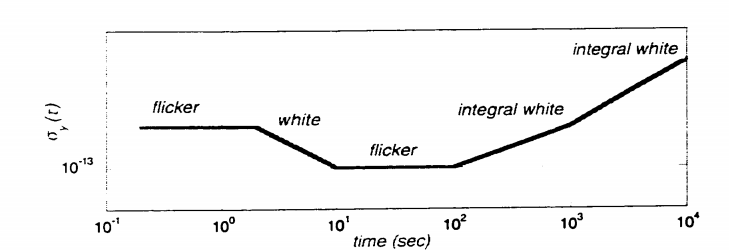 integral white
flicker
integral white
white
flicker
σy(τ)
10-13
10-1 100 101 102 103 104
time (sec)